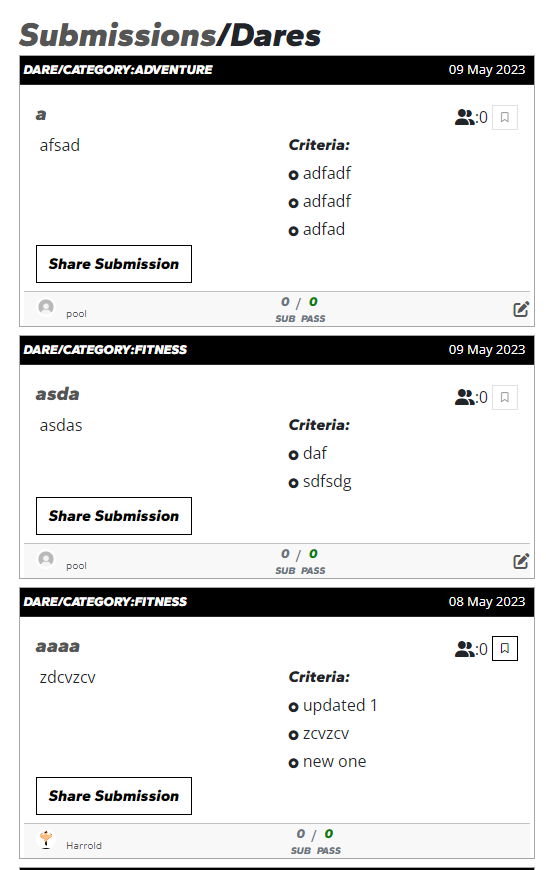 Submissions/Dares
DARE/CATEGORY:ADVENTURE 09 May 2023
a :0
afsad Criteria:
adfadf
adfadf
adfad
Share Submission
pool 0 / 0
SUB PASS
DARE/CATEGORY:FITNESS 09 May 2023
asda :0
asdas Criteria:
daf
sdfsdg
Share Submission
pool 0 / 0
SUB PASS
DARE/CATEGORY:FITNESS 08 May 2023
aaaa :0
zdcvzcv Criteria:
updated 1
zcvzcv
new one
Share Submission
Harrold 0 / 0
SUB PASS